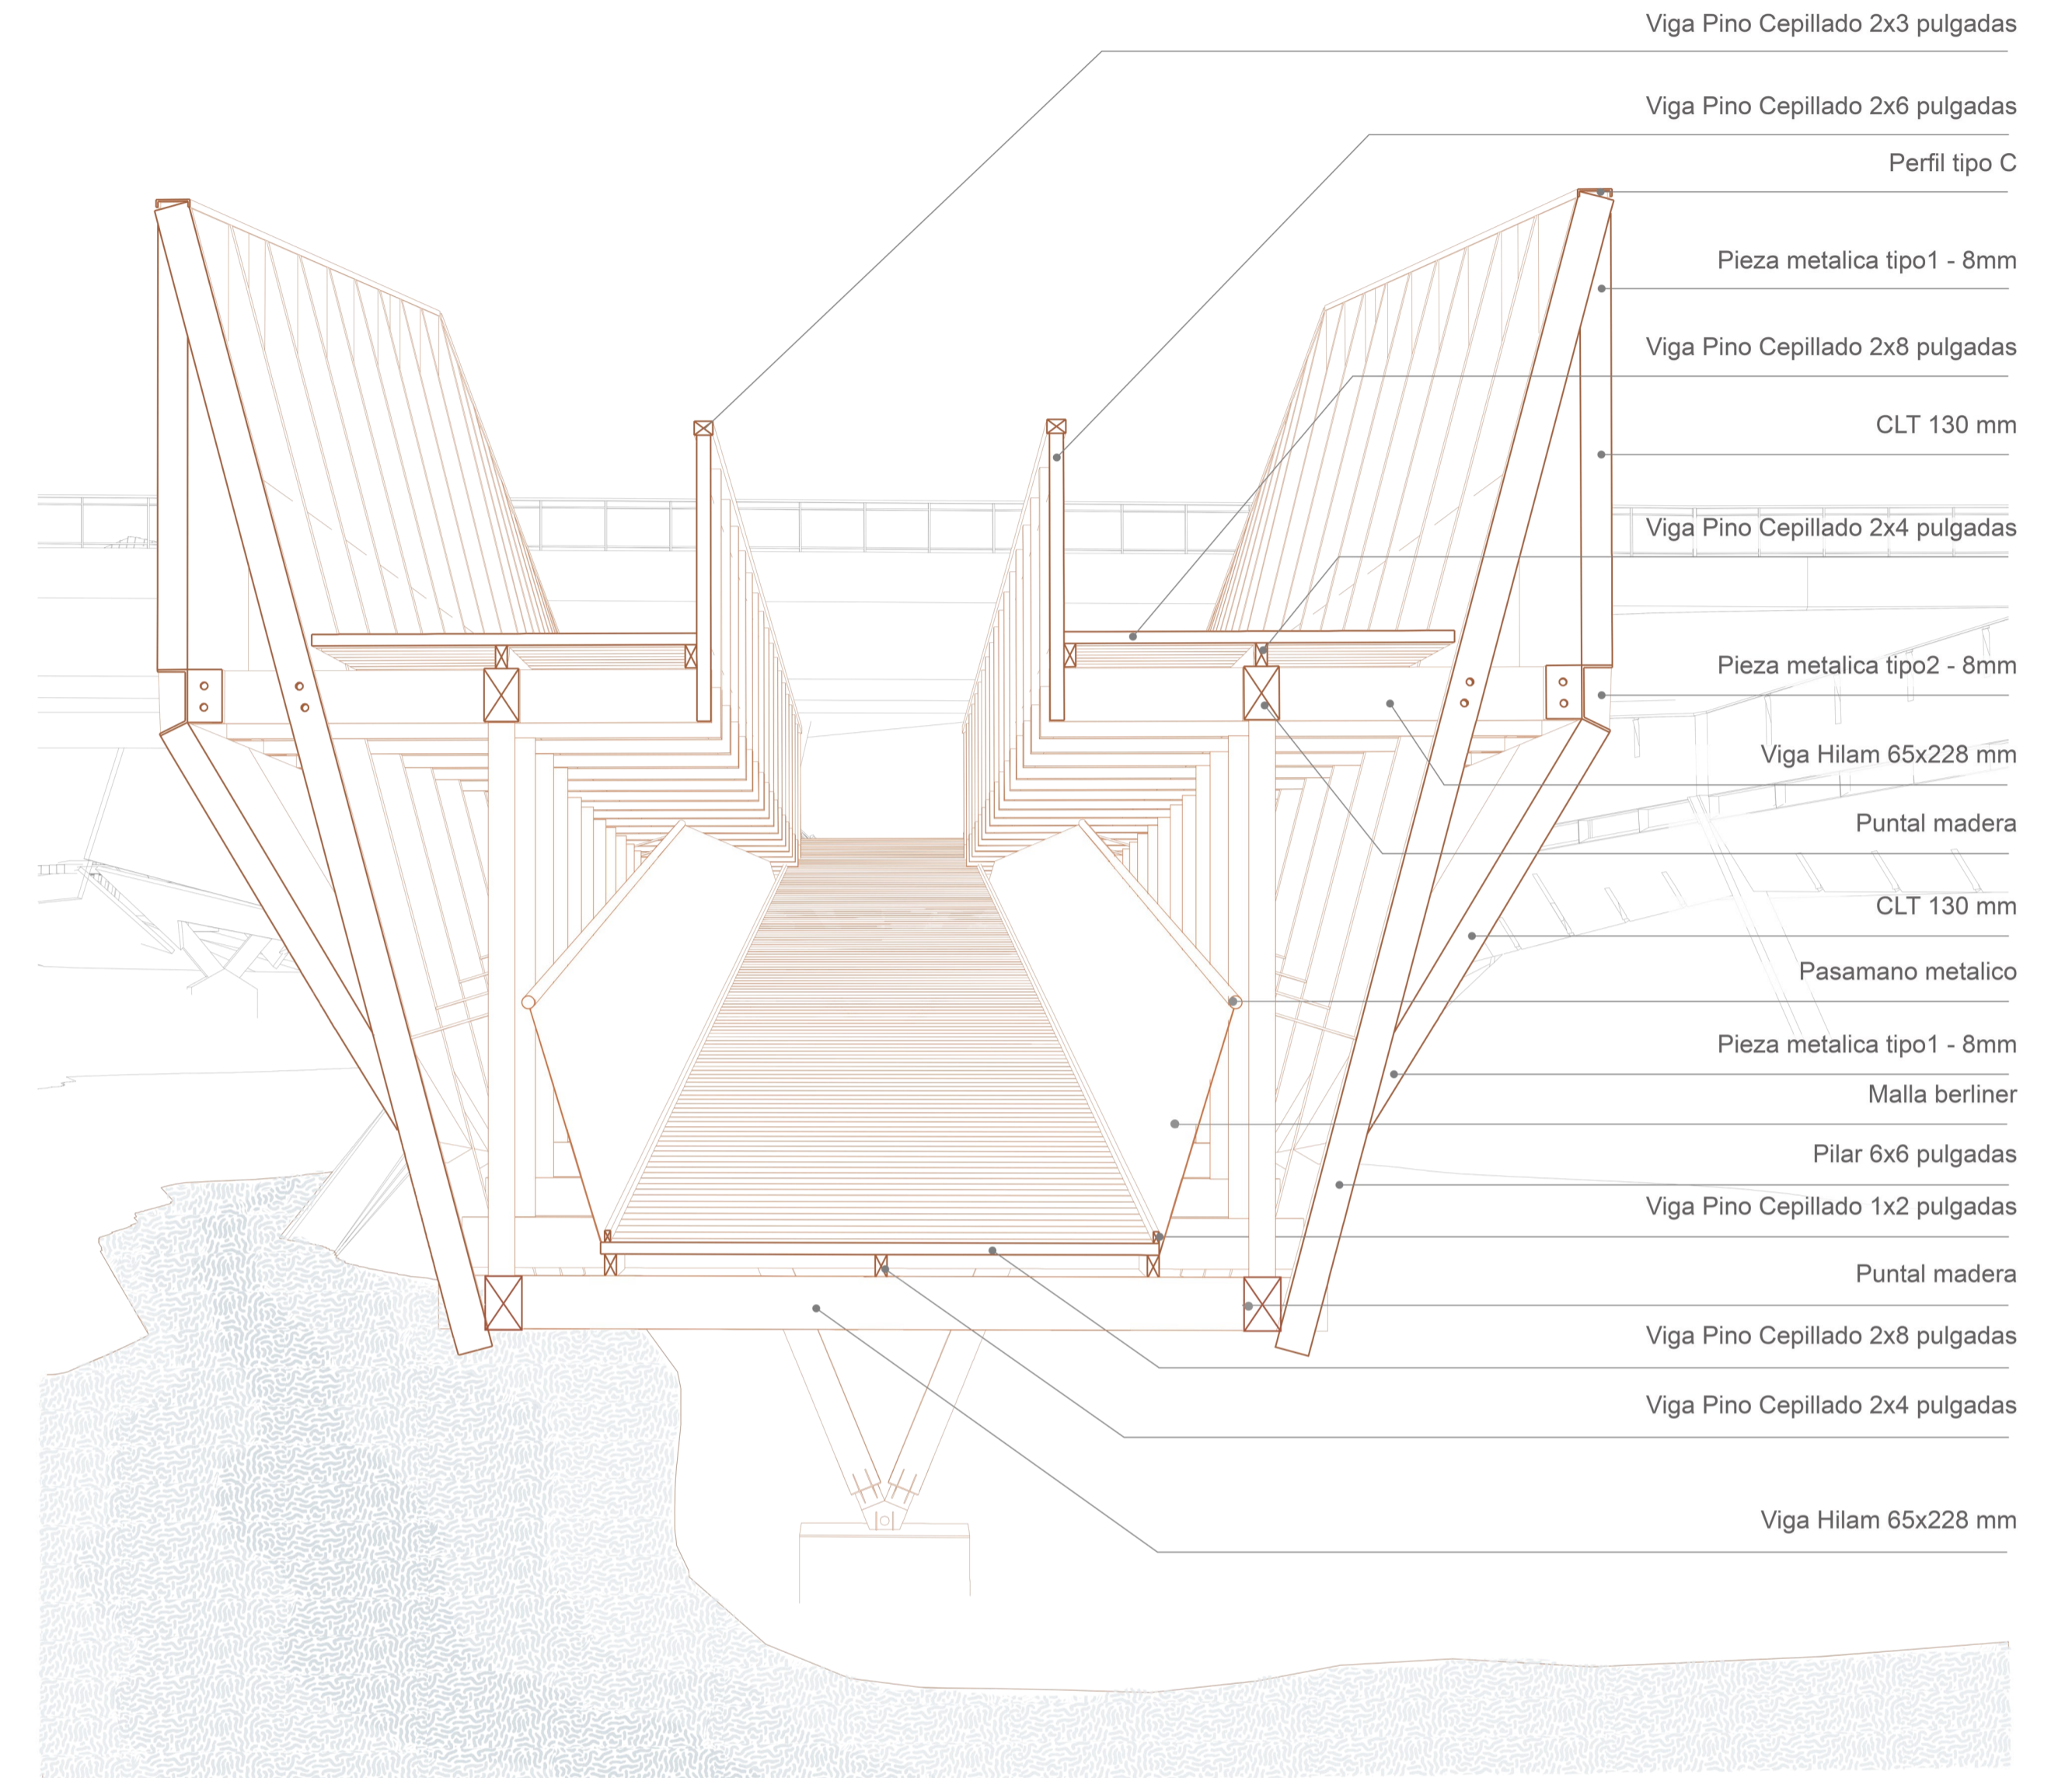 Viga Pino Cepillado 2x3 pulgadas
Viga Pino Cepillado 2x6 pulgadas
Perfil tipo C
Pieza metalica tipo1 - 8mm
Viga Pino Cepillado 2x8 pulgadas
CLT 130 mm
Viga Pino Cepillado 2x4 pulgadas
Pieza metalica tipo2 - 8mm
Viga Hilam 65x228 mm
Puntal madera
CLT 130 mm
Pasamano metalico
Pieza metalica tipo1 - 8mm
Malla berliner
Pilar 6x6 pulgadas
Viga Pino Cepillado 1x2 pulgadas
Puntal madera
Viga Pino Cepillado 2x8 pulgadas
Viga Pino Cepillado 2x4 pulgadas
Viga Hilam 65x228 mm